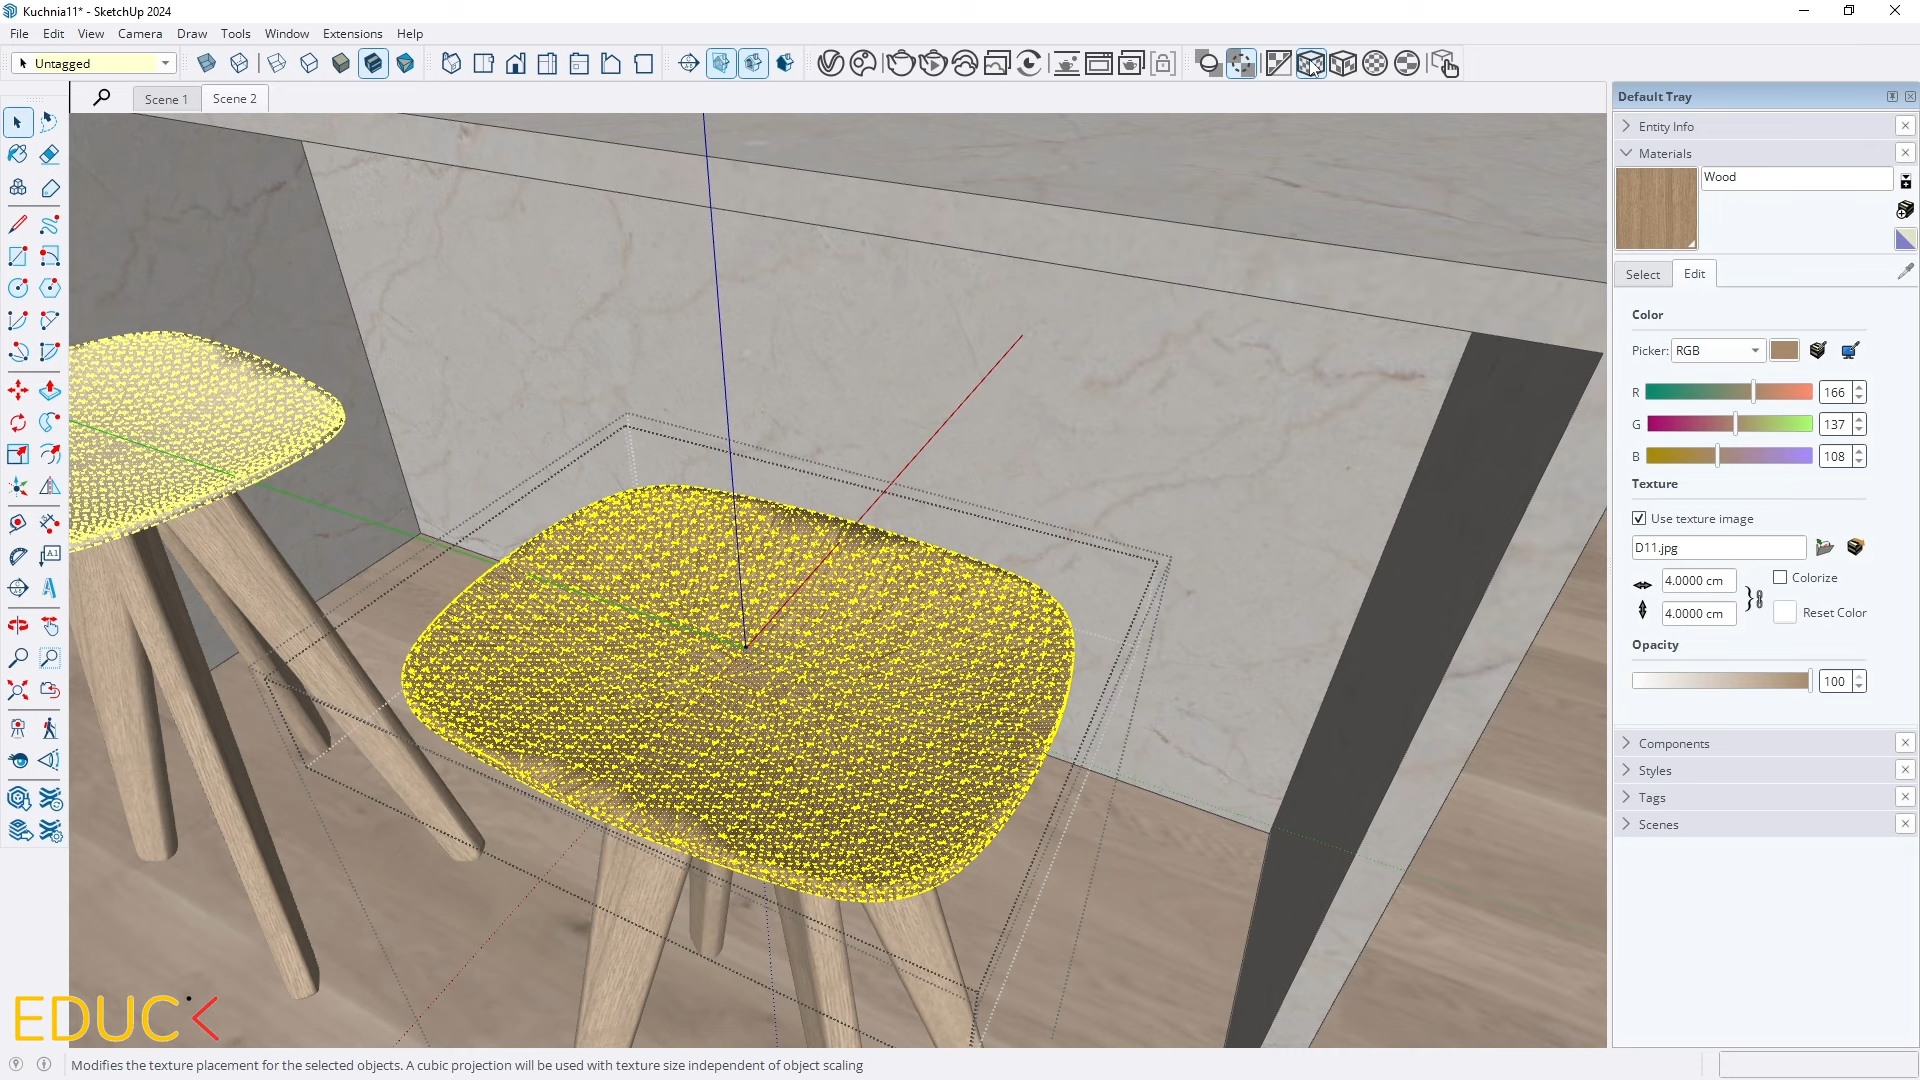 Kuchnia11* - SketchUp 2024
File Edit View Camera Draw Tools Window Extensions Help
Untagged
Scene 1 Scene 2
Default Tray
Entity Info
Materials
Wood
Select Edit
Color
Picker: RGB
R 166
G 137
B 108
Texture
Use texture image
D11.jpg
4.0000 cm Colorize
4.0000 cm Reset Color
Opacity
100
Components
Styles
Tags
Scenes
A1
EDUC
Modifies the texture placement for the selected objects. A cubic projection will be used with texture size independent of object scaling